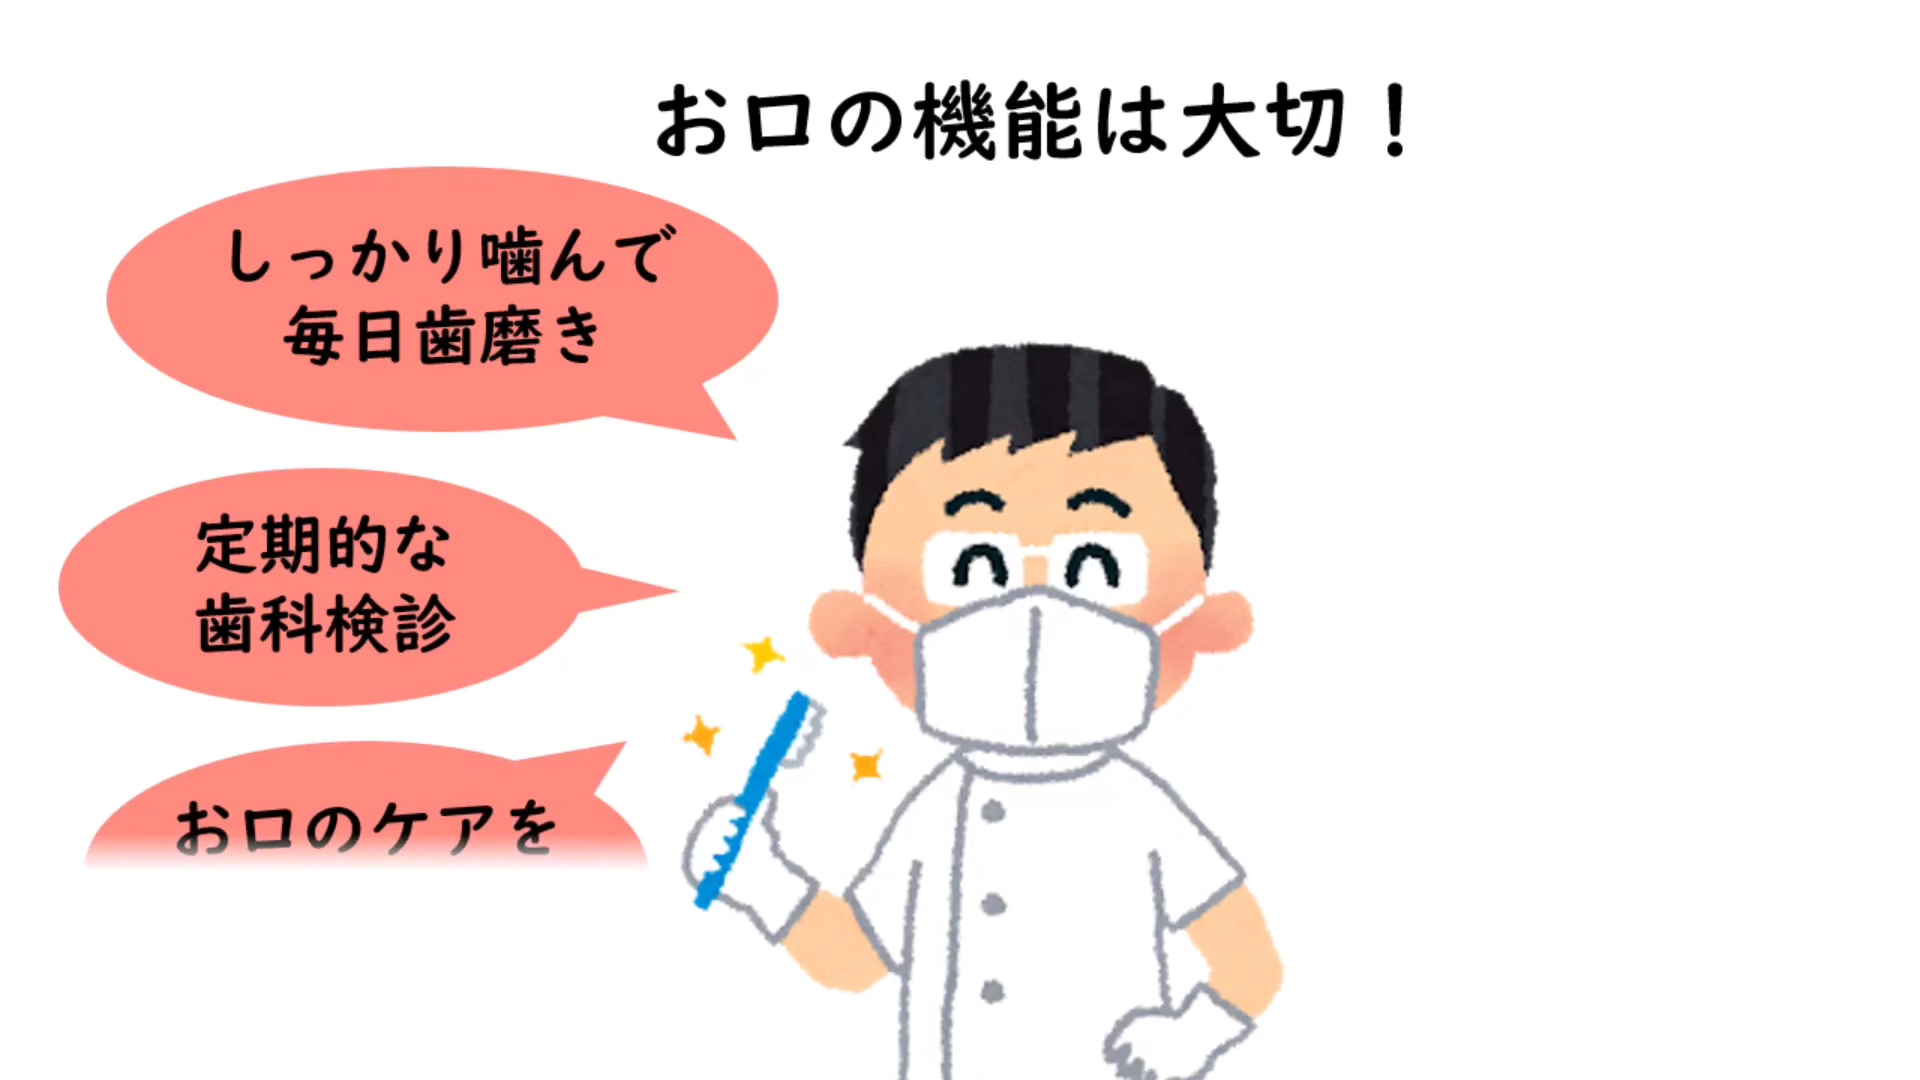 お口の機能は大切！
しっかり噛んで
毎日歯磨き
定期的な
歯科検診
お口のケアを